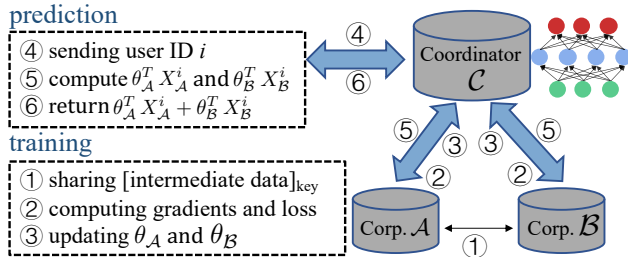 prediction
④ sending user ID i
⑤ compute θ_A^T X_A^i and θ_B^T X_B^i
⑥ return θ_A^T X_A^i + θ_B^T X_B^i
training
① sharing [intermediate data]_key
② computing gradients and loss
③ updating θ_A and θ_B
④
⑥
Coordinator
C
⑤
③
②
③
⑤
②
Corp. A
Corp. B
①